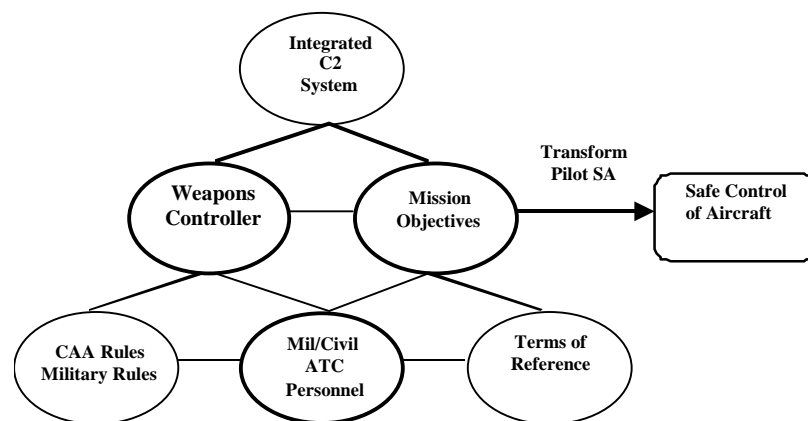 Integrated
C2
System
Transform
Pilot SA
Weapons
Controller
Mission
Objectives
Safe Control
of Aircraft
CAA Rules
Military Rules
Mil/Civil
ATC
Personnel
Terms of
Reference